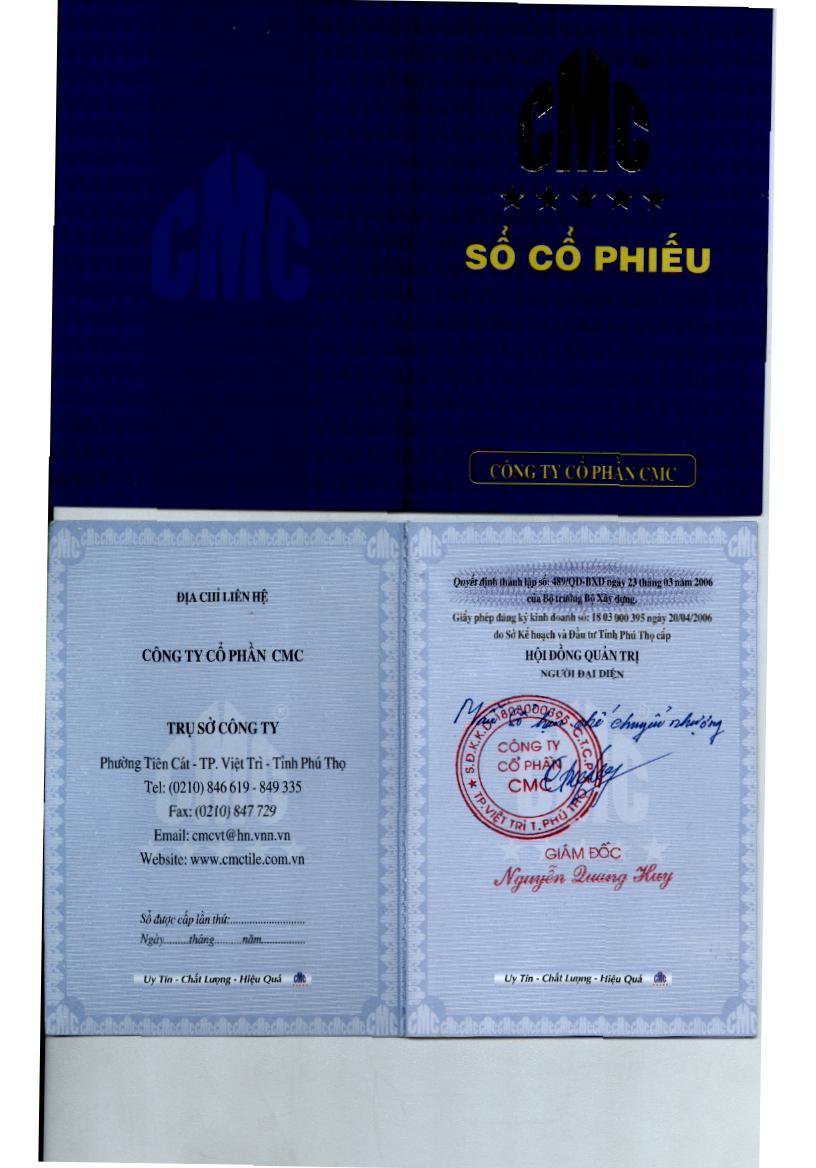 CMC
CMC
SỔ CỔ PHIẾU
CÔNG TY CỔ PHẦN CMC
ĐỊA CHỈ LIÊN HỆ
CÔNG TY CỔ PHẦN CMC
TRỤ SỞ CÔNG TY
Phường Tiên Cát - TP. Việt Trì - Tỉnh Phú Thọ
Tel: (0210) 846 619 - 849 335
Fax: (0210) 847 729
Email: cmcvt@hn.vnn.vn
Website: www.cmctile.com.vn
Sổ được cấp lần thứ:..........................
Ngày.........tháng..........năm................
Uy Tín - Chất Lượng - Hiệu Quả CMC
Quyết định thành lập số: 489/QD-BXD ngày 23 tháng 03 năm 2006
của Bộ trưởng Bộ Xây dựng.
Giấy phép đăng ký kinh doanh số: 18 03 000 395 ngày 20/04/2006
do Sở Kế hoạch và Đầu tư Tỉnh Phú Thọ cấp
HỘI ĐỒNG QUẢN TRỊ
NGƯỜI ĐẠI DIỆN
chế chuyển nhượng
S.Đ.K.K.D: 1803000395 - C.T.C.P
CÔNG TY
CỔ PHẦN
CMC
TP. VIỆT TRÌ T. PHÚ THỌ
GIÁM ĐỐC
Nguyễn Quang Huy
Uy Tín - Chất Lượng - Hiệu Quả CMC